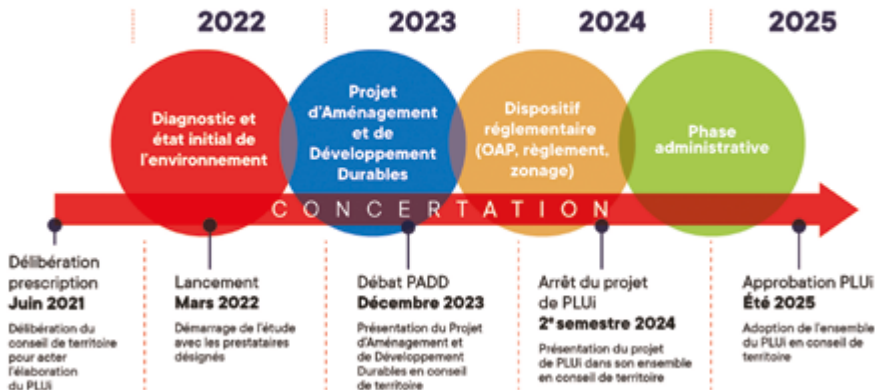 2022
2023
2024
2025
Diagnostic et
état initial de
l'environnement
Projet
d'Aménagement
et de
Développement
Durables
Dispositif
réglementaire
(OAP, règlement,
zonage)
Phase
administrative
CONCERTATION
Délibération
prescription
Juin 2021
Délibération du
conseil de territoire
pour acter
l'élaboration
du PLUi
Lancement
Mars 2022
Démarrage de l'étude
avec les prestataires
désignés
Débat PADD
Décembre 2023
Présentation du Projet
d'Aménagement et
de Développement
Durables en conseil
de territoire
Arrêt du projet
de PLUi
2e semestre 2024
Présentation du projet
de PLUi dans son ensemble
en conseil de territoire
Approbation PLUi
Été 2025
Adoption de l'ensemble
du PLUi en conseil de
territoire